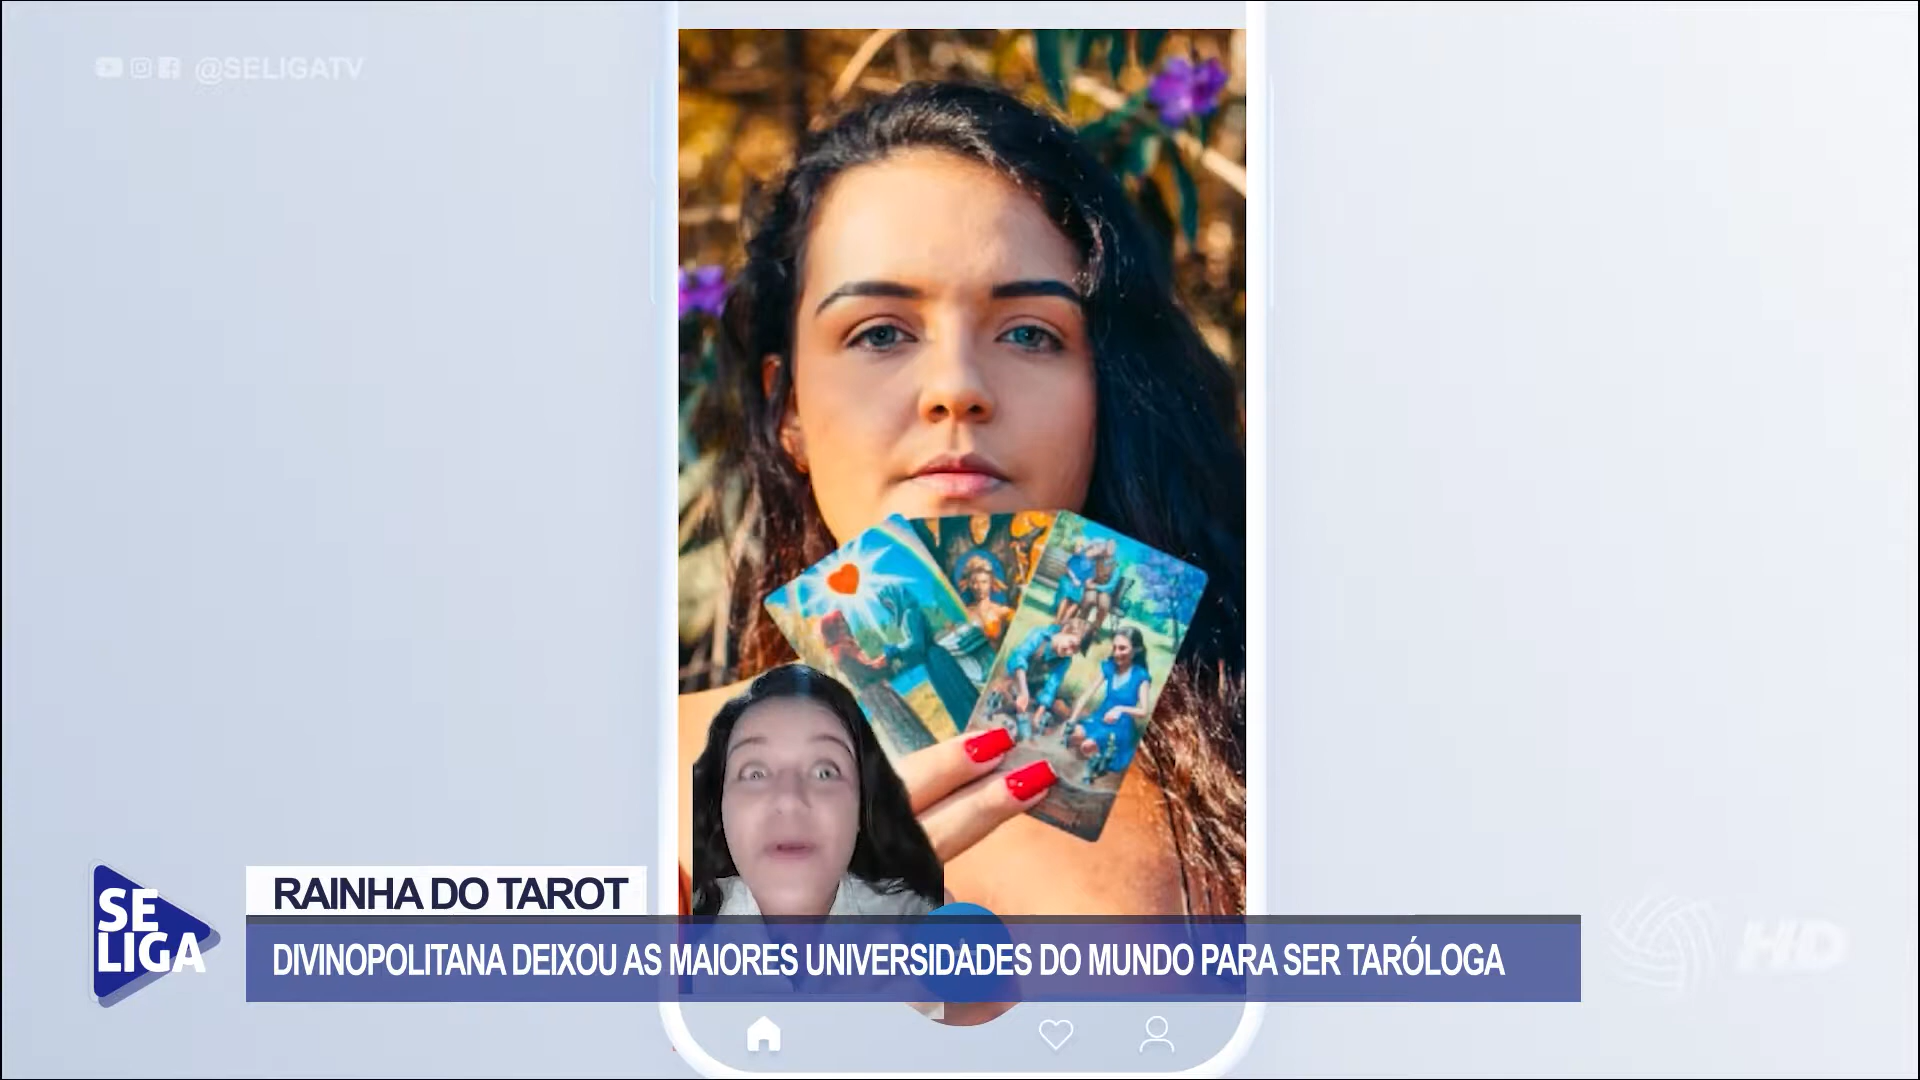 @SELIGATV
RAINHA DO TAROT
SE
LIGA
DIVINOPOLITANA DEIXOU AS MAIORES UNIVERSIDADES DO MUNDO PARA SER TARÓLOGA
HD